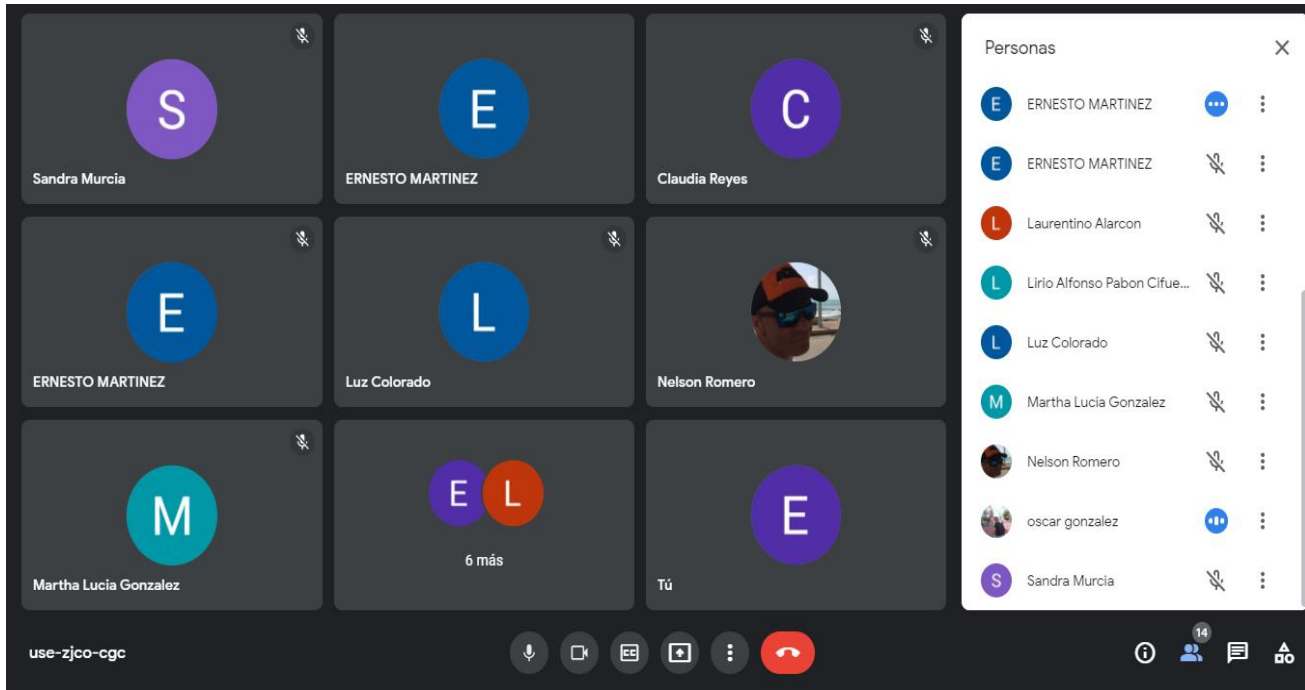 S
Sandra Murcia
E
ERNESTO MARTINEZ
C
Claudia Reyes
E
ERNESTO MARTINEZ
L
Luz Colorado
Nelson Romero
M
Martha Lucia Gonzalez
E L
6 más
E
Tú
Personas
E ERNESTO MARTINEZ
E ERNESTO MARTINEZ
L Laurentino Alarcon
L Lirio Alfonso Pabon Cifue...
L Luz Colorado
M Martha Lucia Gonzalez
Nelson Romero
oscar gonzalez
S Sandra Murcia
use-zjco-cgc
CC
14